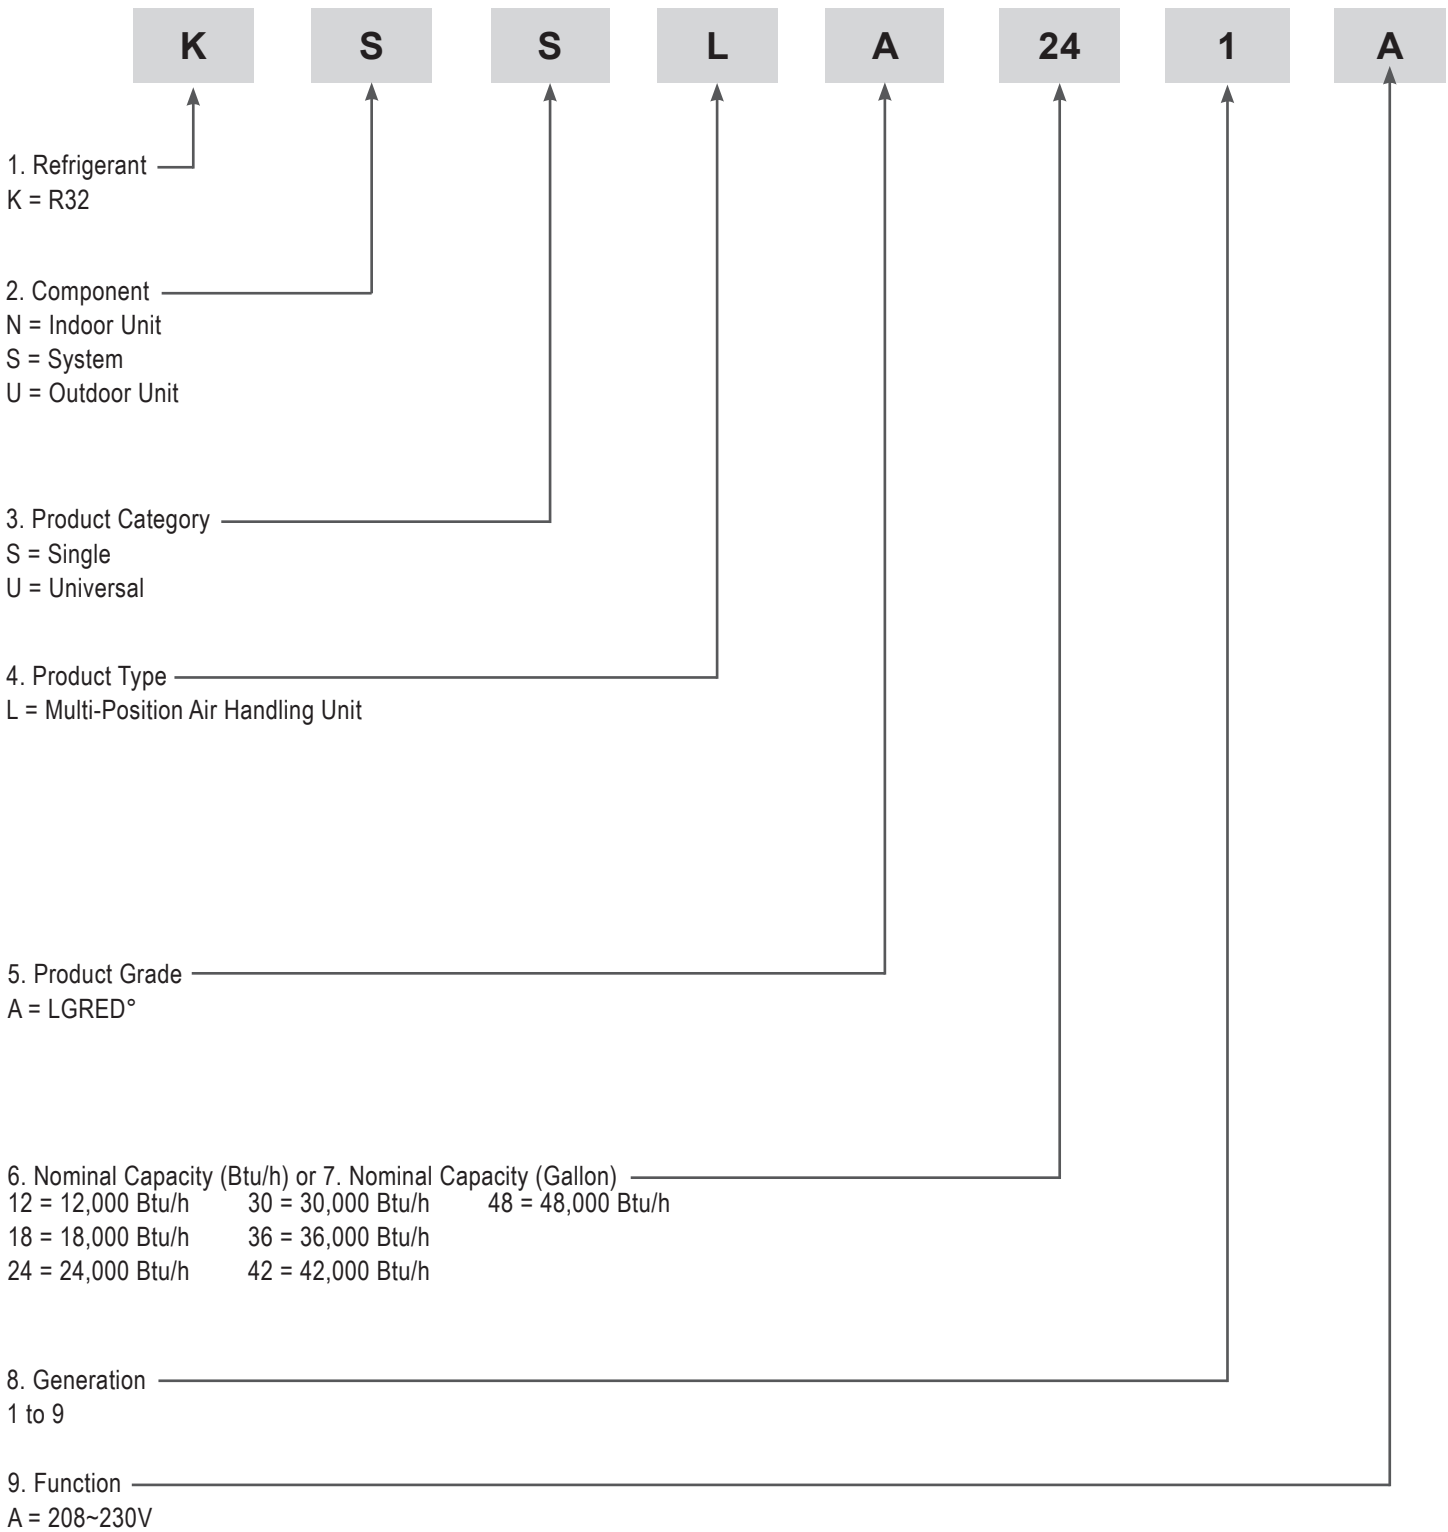 K S S L A 24 1 A
1. Refrigerant
K = R32
2. Component
N = Indoor Unit
S = System
U = Outdoor Unit
3. Product Category
S = Single
U = Universal
4. Product Type
L = Multi-Position Air Handling Unit
5. Product Grade
A = LGRED°
6. Nominal Capacity (Btu/h) or 7. Nominal Capacity (Gallon)
12 = 12,000 Btu/h 30 = 30,000 Btu/h 48 = 48,000 Btu/h
18 = 18,000 Btu/h 36 = 36,000 Btu/h
24 = 24,000 Btu/h 42 = 42,000 Btu/h
8. Generation
1 to 9
9. Function
A = 208~230V